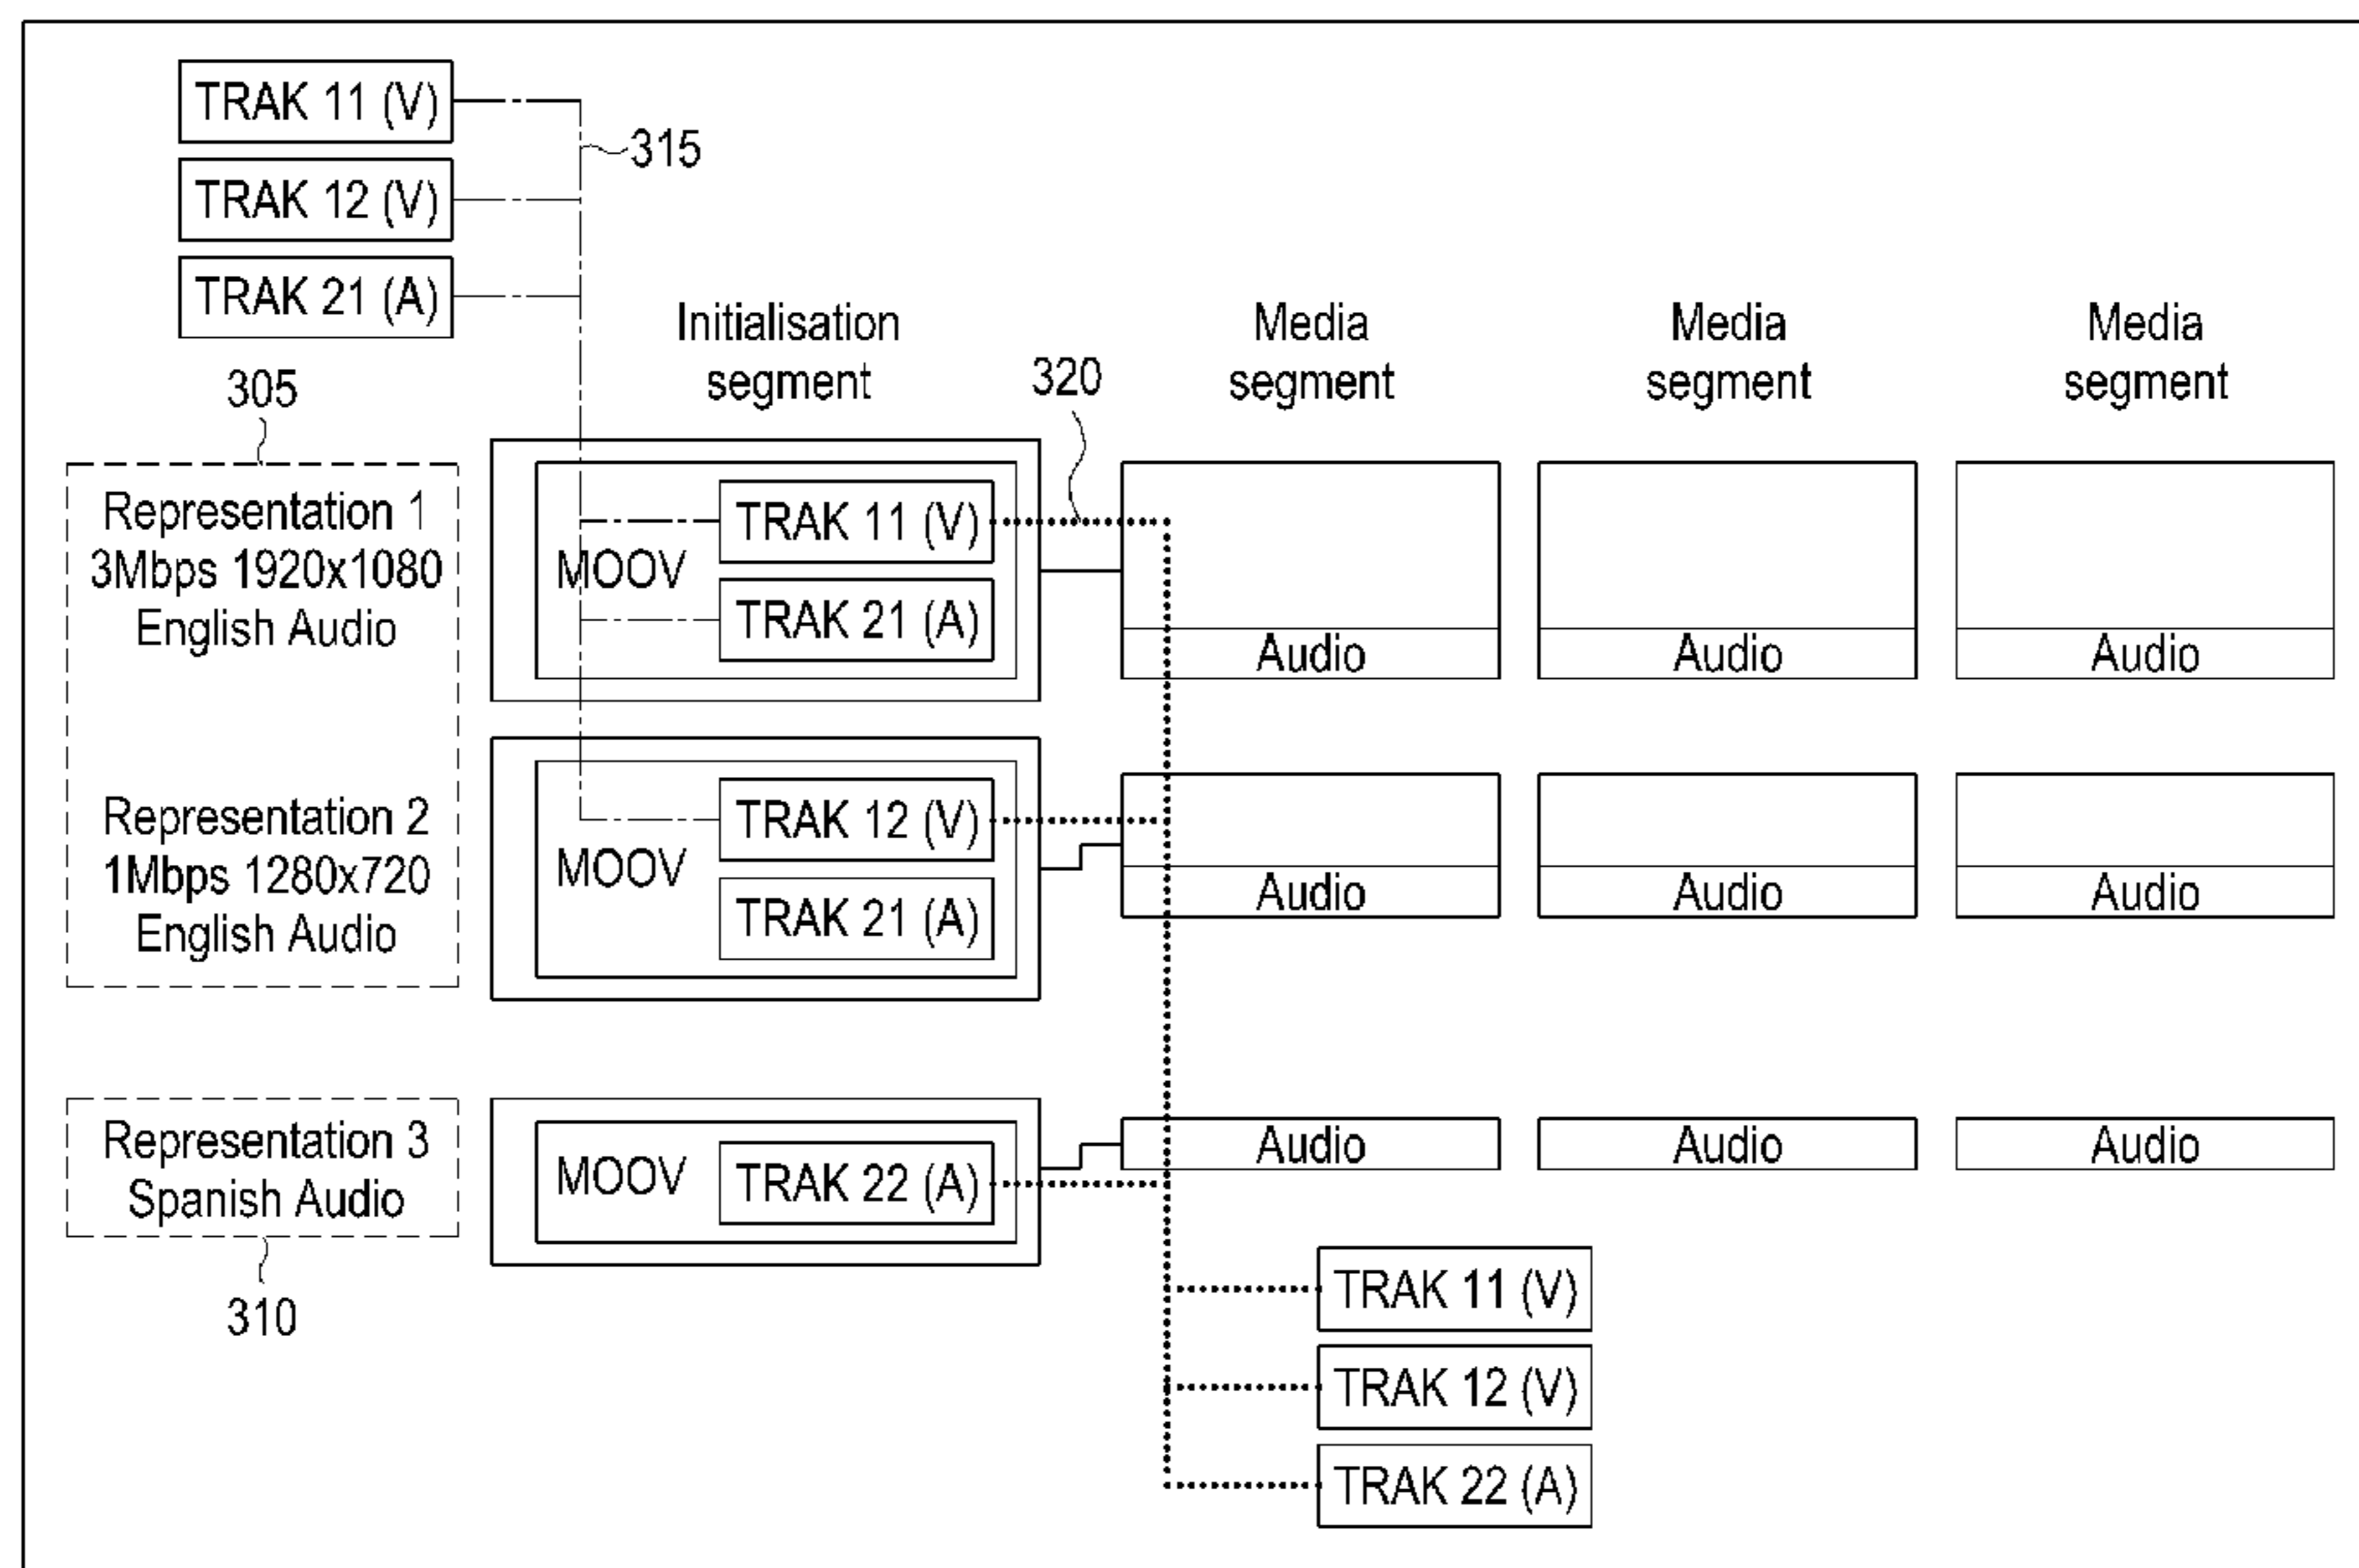 TRAK 11 (V)
315
TRAK 12 (V)
TRAK 21 (A)
Initialisation
segment
Media
segment
Media
segment
Media
segment
305
320
Representation 1
3Mbps 1920x1080
English Audio
MOOV
TRAK 11 (V)
TRAK 21 (A)
Audio
Audio
Audio
Representation 2
1Mbps 1280x720
English Audio
MOOV
TRAK 12 (V)
TRAK 21 (A)
Audio
Audio
Audio
Representation 3
Spanish Audio
MOOV
TRAK 22 (A)
Audio
Audio
Audio
310
TRAK 11 (V)
TRAK 12 (V)
TRAK 22 (A)